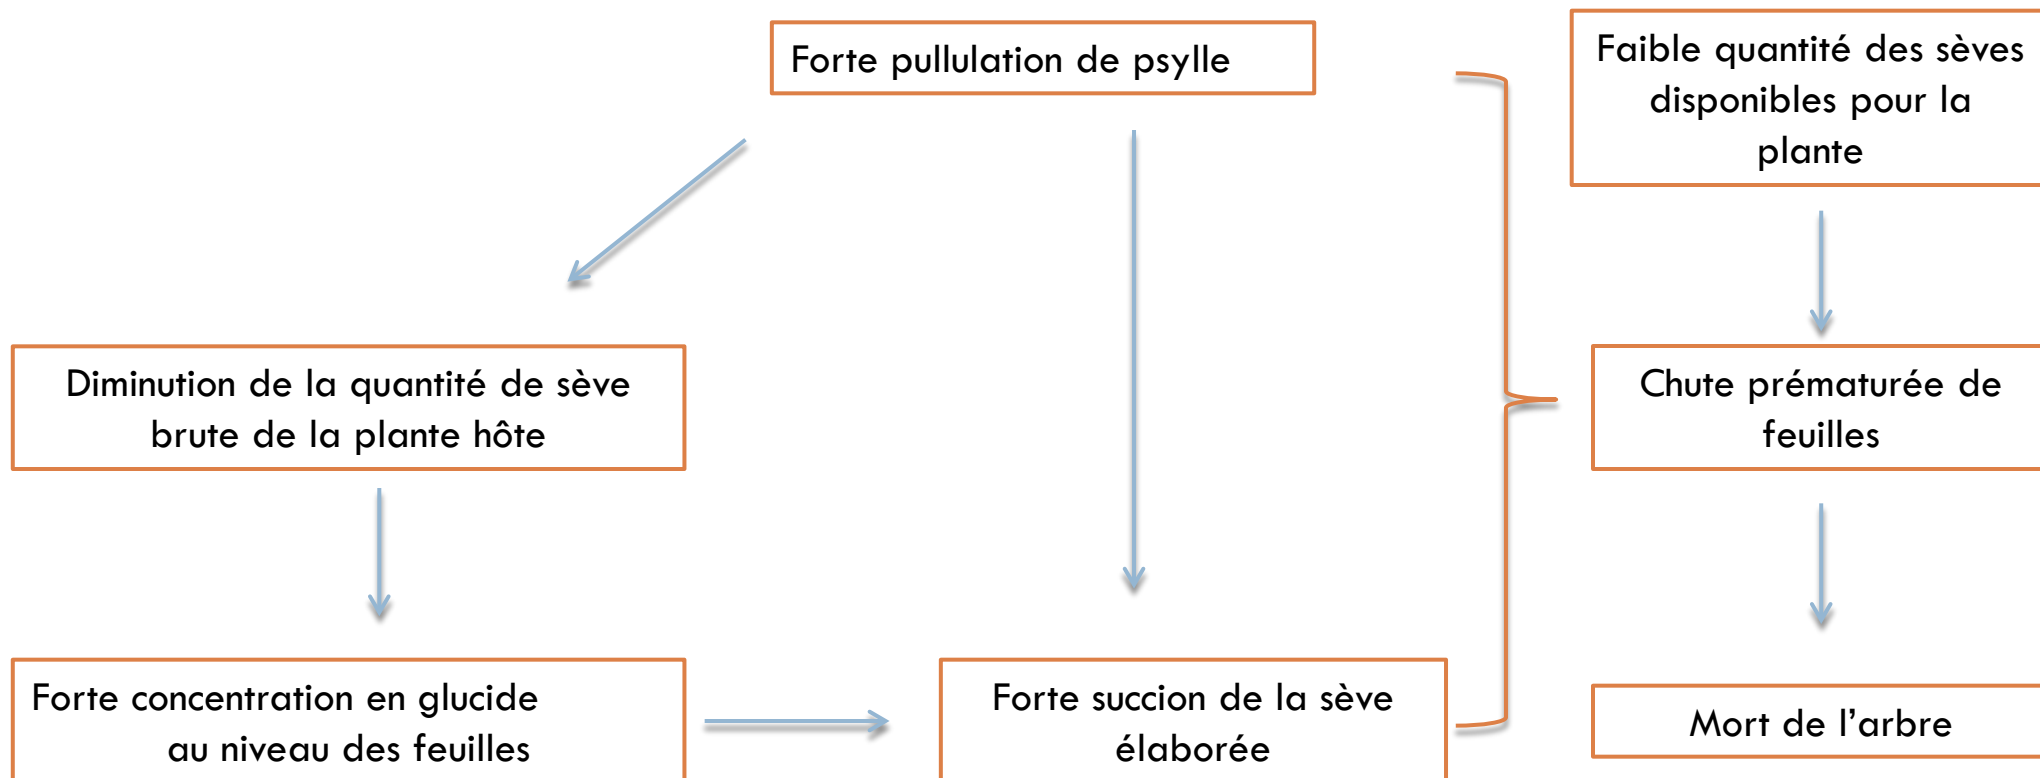 Forte pullulation de psylle
Faible quantité des sèves
disponibles pour la
plante
Diminution de la quantité de sève
brute de la plante hôte
Chute prématurée de
feuilles
Forte concentration en glucide
au niveau des feuilles
Forte succion de la sève
élaborée
Mort de l’arbre